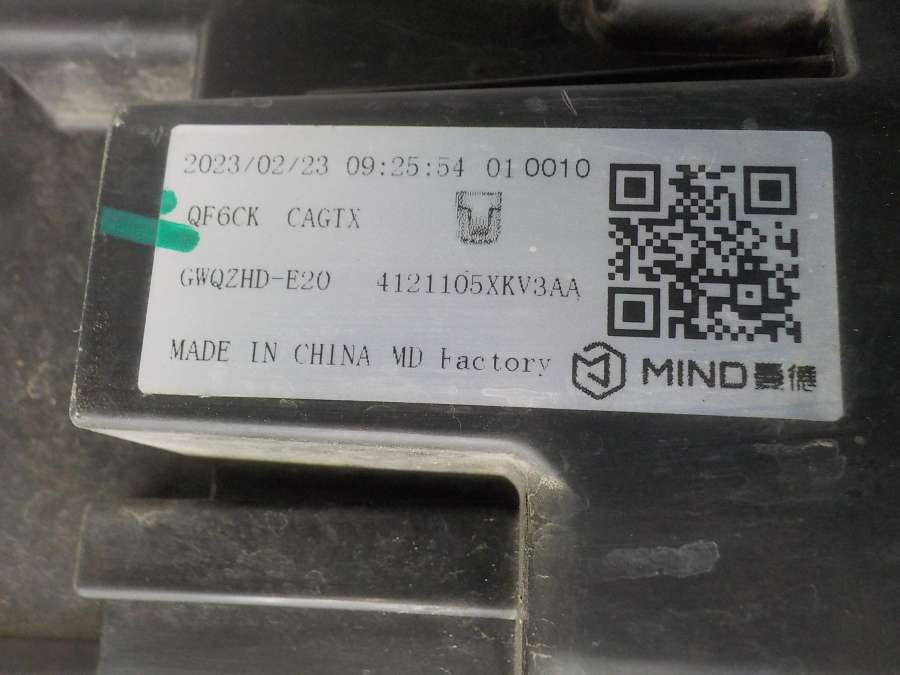 2023/02/23 09:25:54 01 0010
QF6CK CAGTX
GWQZHD-E20 4121105XKV3AA
MADE IN CHINA MD Factory
MIND 曼德